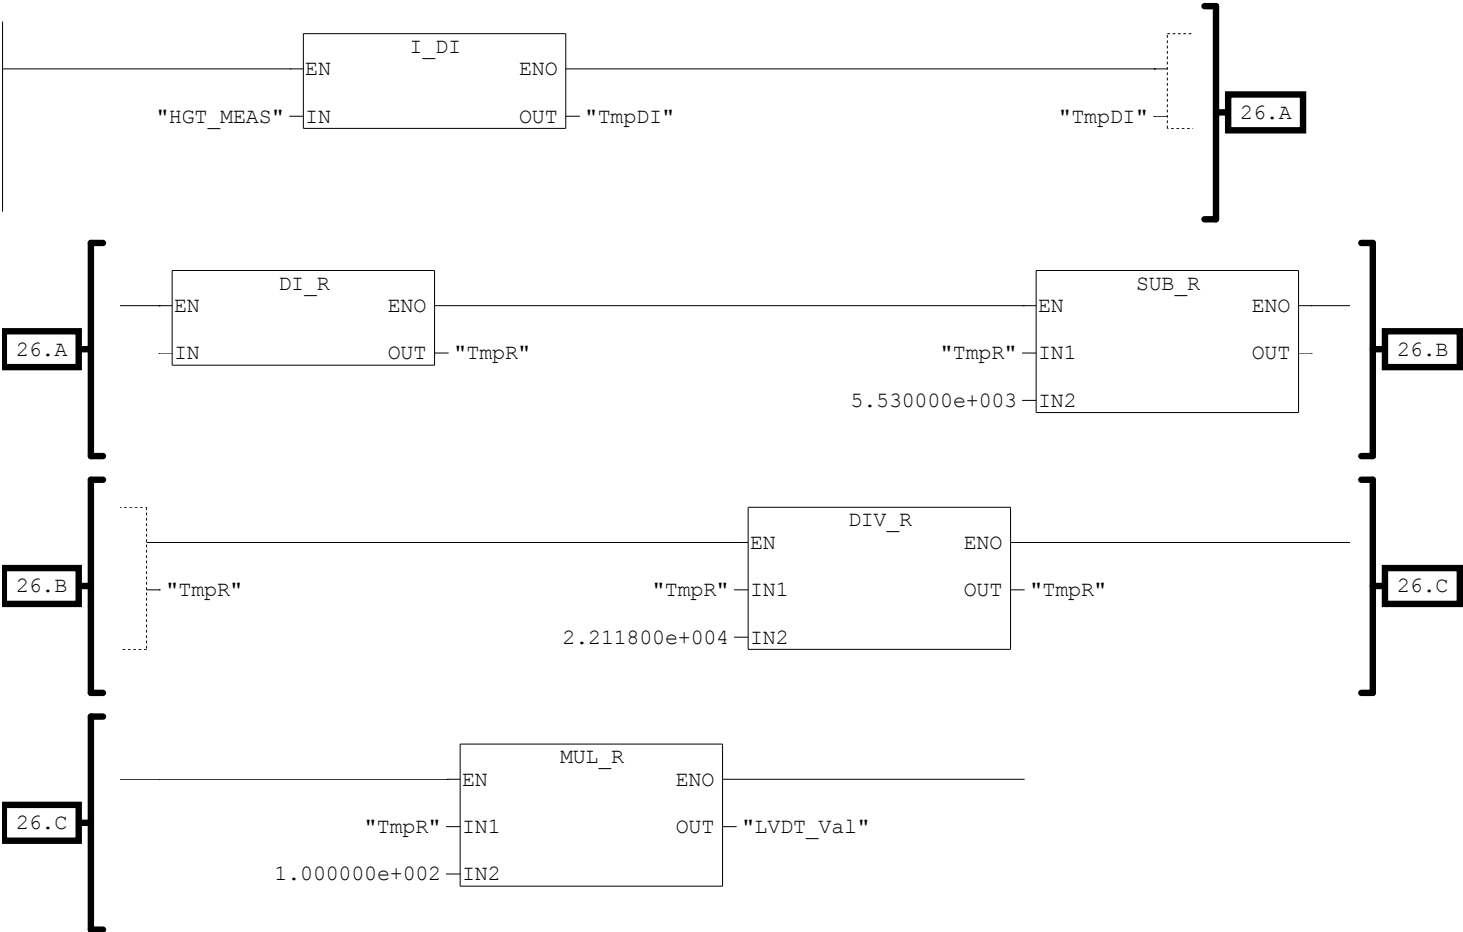 I_DI
EN ENO
"HGT_MEAS" IN OUT "TmpDI" "TmpDI" 26.A
DI_R SUB_R
EN ENO EN ENO
26.A IN OUT "TmpR" "TmpR" IN1 OUT 26.B
5.530000e+003 IN2
DIV_R
EN ENO
26.B "TmpR" "TmpR" IN1 OUT "TmpR" 26.C
2.211800e+004 IN2
MUL_R
EN ENO
26.C "TmpR" IN1 OUT "LVDT_Val"
1.000000e+002 IN2